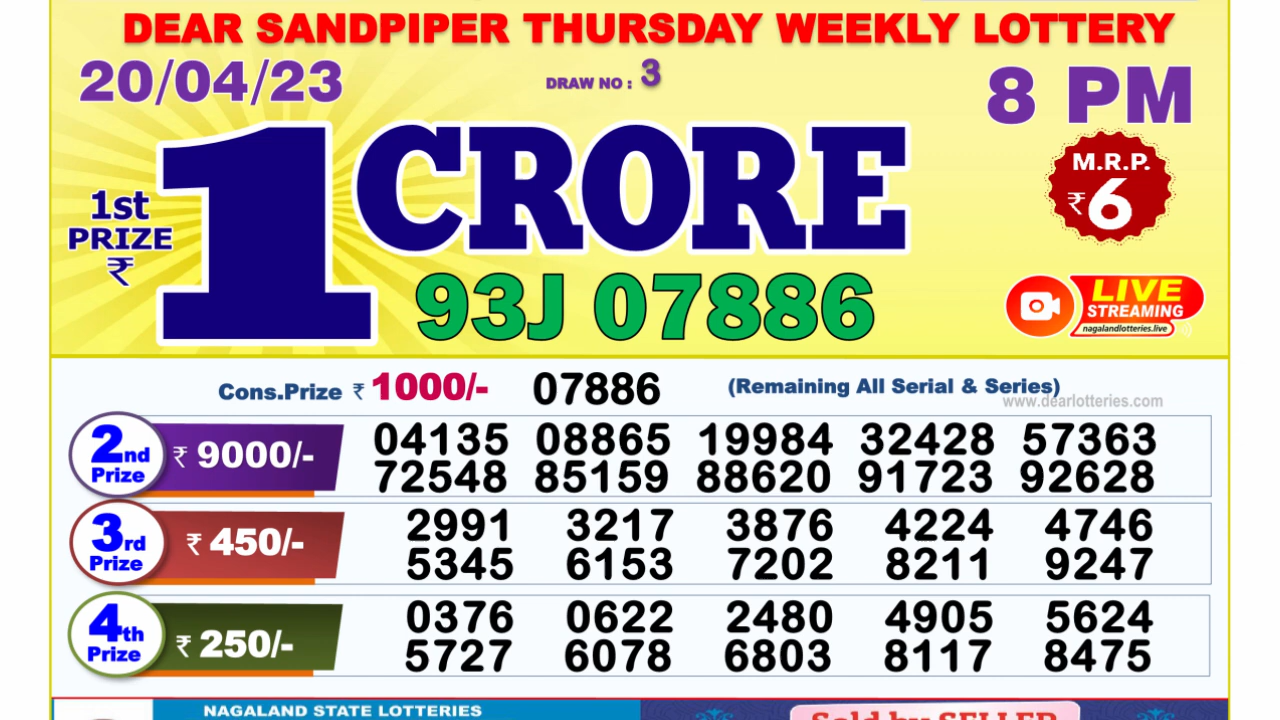 DEAR SANDPIPER THURSDAY WEEKLY LOTTERY
20/04/23 DRAW NO : 3 8 PM
M.R.P.
₹6
1st
PRIZE
₹
1 CRORE
93J 07886
LIVE
STREAMING
nagalandlotteries.live
Cons.Prize ₹ 1000/- 07886 (Remaining All Serial & Series)
www.dearlotteries.com
2nd Prize ₹ 9000/-
04135 08865 19984 32428 57363
72548 85159 88620 91723 92628
3rd Prize ₹ 450/-
2991 3217 3876 4224 4746
5345 6153 7202 8211 9247
4th Prize ₹ 250/-
0376 0622 2480 4905 5624
5727 6078 6803 8117 8475
NAGALAND STATE LOTTERIES
Sold by SELLER